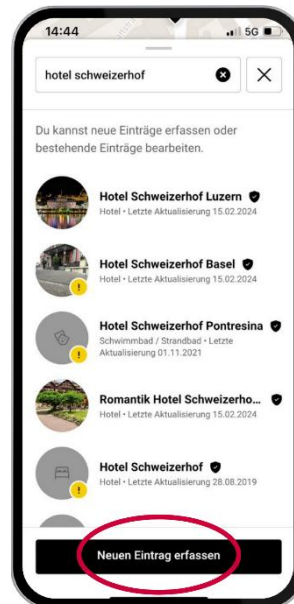 14:44
5G
hotel schweizerhof
Du kannst neue Einträge erfassen oder
bestehende Einträge bearbeiten.
Hotel Schweizerhof Luzern
Hotel • Letzte Aktualisierung 15.02.2024
Hotel Schweizerhof Basel
Hotel • Letzte Aktualisierung 15.02.2024
Hotel Schweizerhof Pontresina
Schwimmbad / Strandbad • Letzte
Aktualisierung 01.11.2021
Romantik Hotel Schweizerho...
Hotel • Letzte Aktualisierung 15.02.2024
Hotel Schweizerhof
Hotel • Letzte Aktualisierung 28.08.2019
Neuen Eintrag erfassen